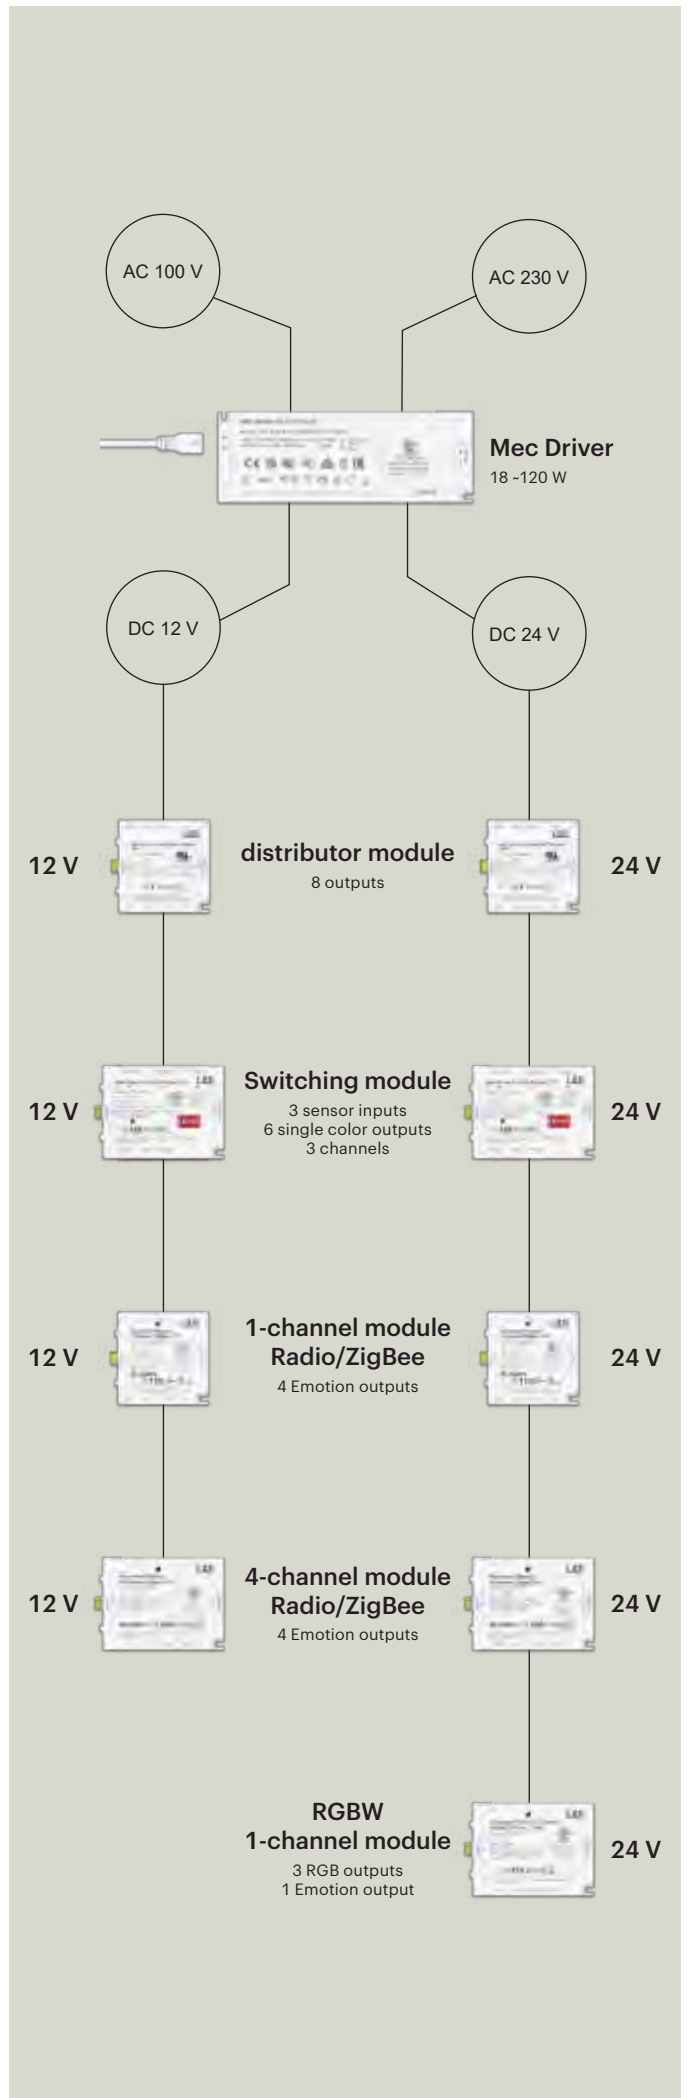 AC 100 V
AC 230 V
Mec Driver
18 ~120 W
DC 12 V
DC 24 V
12 V
distributor module
8 outputs
24 V
12 V
Switching module
3 sensor inputs
6 single color outputs
3 channels
24 V
12 V
1-channel module
Radio/ZigBee
4 Emotion outputs
24 V
12 V
4-channel module
Radio/ZigBee
4 Emotion outputs
24 V
RGBW
1-channel module
3 RGB outputs
1 Emotion output
24 V